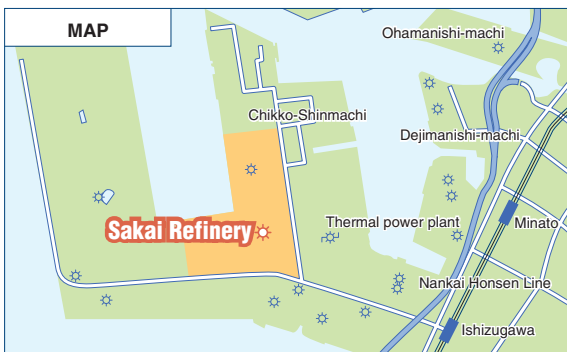 MAP
Ohamanishi-machi
Chikko-Shinmachi
Dejimanishi-machi
Sakai Refinery
Thermal power plant
Minato
Nankai Honsen Line
Ishizugawa